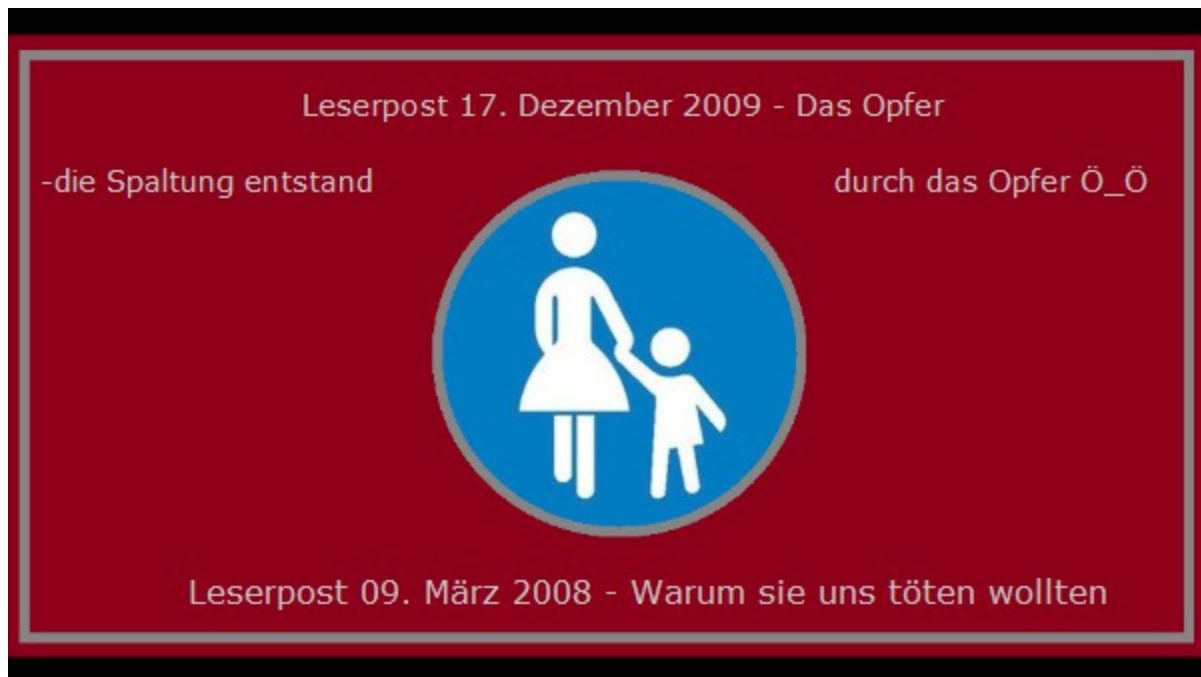 Leserpost 17. Dezember 2009 - Das Opfer
-die Spaltung entstand durch das Opfer Ö_Ö
Leserpost 09. März 2008 - Warum sie uns töten wollten